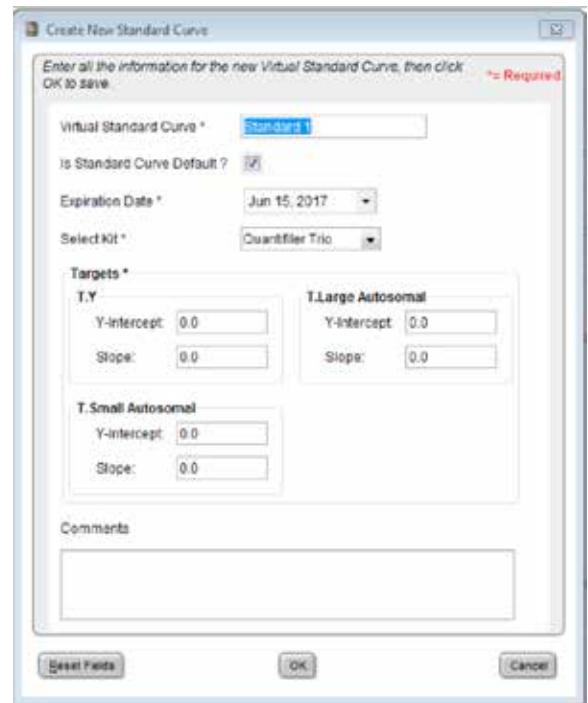 Create New Standard Curve
Enter all the information for the new Virtual Standard Curve, then click
OK to save.
*= Required
Virtual Standard Curve *
Standard 1
Is Standard Curve Default ?
Expiration Date *
Jun 15, 2017
Select Kit *
Quantifiler Trio
Targets *
T.Y
Y-Intercept: 0.0
Slope: 0.0
T.Large Autosomal
Y-Intercept: 0.0
Slope: 0.0
T.Small Autosomal
Y-Intercept: 0.0
Slope: 0.0
Comments
Reset Fields
OK
Cancel